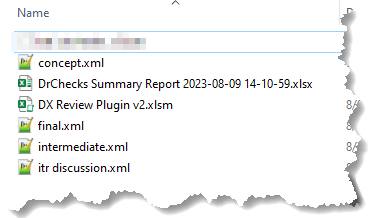 Name
concept.xml
DrChecks Summary Report 2023-08-09 14-10-59.xlsx
DX Review Plugin v2.xlsm
final.xml
intermediate.xml
itr discussion.xml